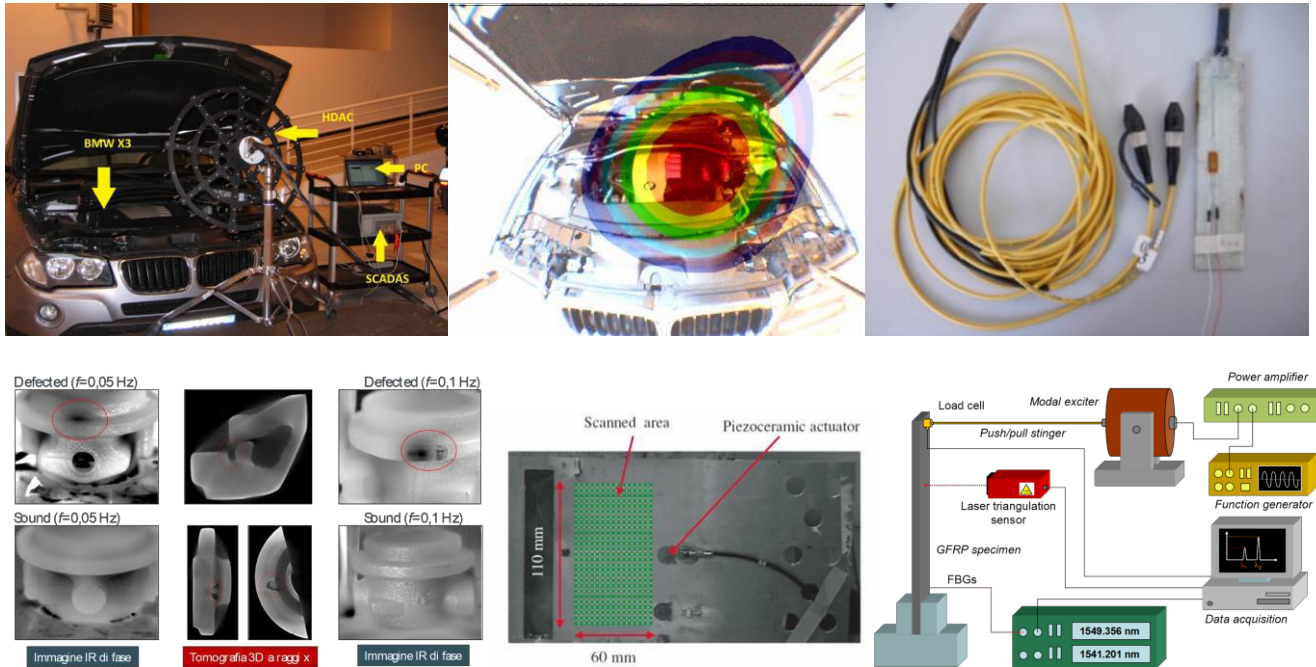 HDAC
BMW X3
PC
SCADAS
Defected (f=0,05 Hz)
Defected (f=0,1 Hz)
Sound (f=0,05 Hz)
Sound (f=0,1 Hz)
Immagine IR di fase
Tomografia 3D a raggi x
Immagine IR di fase
Scanned area
Piezoceramic actuator
110 mm
60 mm
Power amplifier
Modal exciter
Load cell
Push/pull stinger
Laser triangulation
sensor
Function generator
GFRP specimen
FBGs
λ₁ λ₂
Data acquisition
1549.356 nm
1541.201 nm